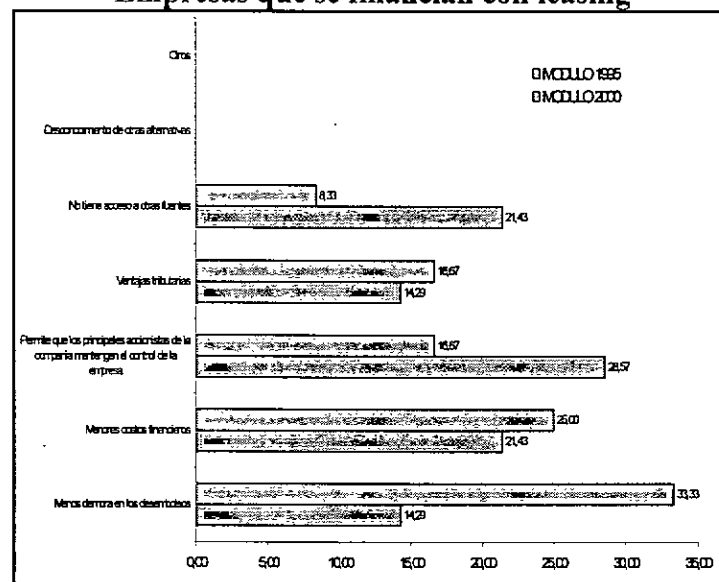 Empresas que se financian con leasing
Otros
MODULO 1995
MODULO 2000
Desconocimiento de otras alternativas
No tiene acceso a otras fuentes
8,33
21,43
Ventajas tributarias
16,67
14,29
Permite que los principales accionistas de la
compañía mantengan el control de la
empresa
16,67
28,57
Menores costos financieros
25,00
21,43
Menos demora en los desembolsos
33,33
14,29
0,00 5,00 10,00 15,00 20,00 25,00 30,00 35,00